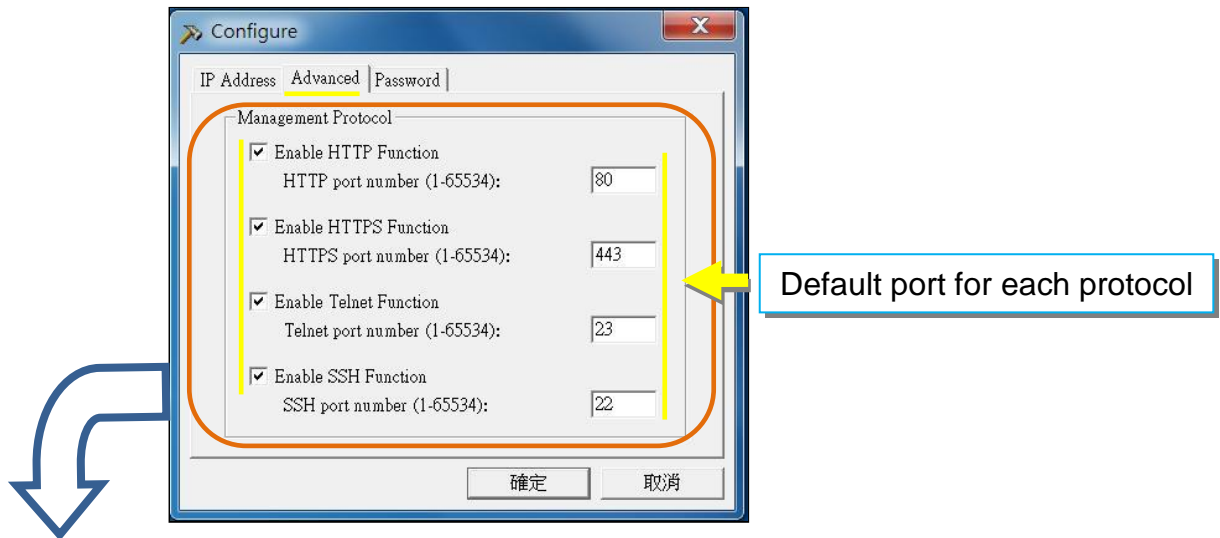 Configure
IP Address Advanced Password
Management Protocol
Enable HTTP Function
HTTP port number (1-65534): 80
Enable HTTPS Function
HTTPS port number (1-65534): 443
Enable Telnet Function
Telnet port number (1-65534): 23
Enable SSH Function
SSH port number (1-65534): 22
確定 取消
Default port for each protocol